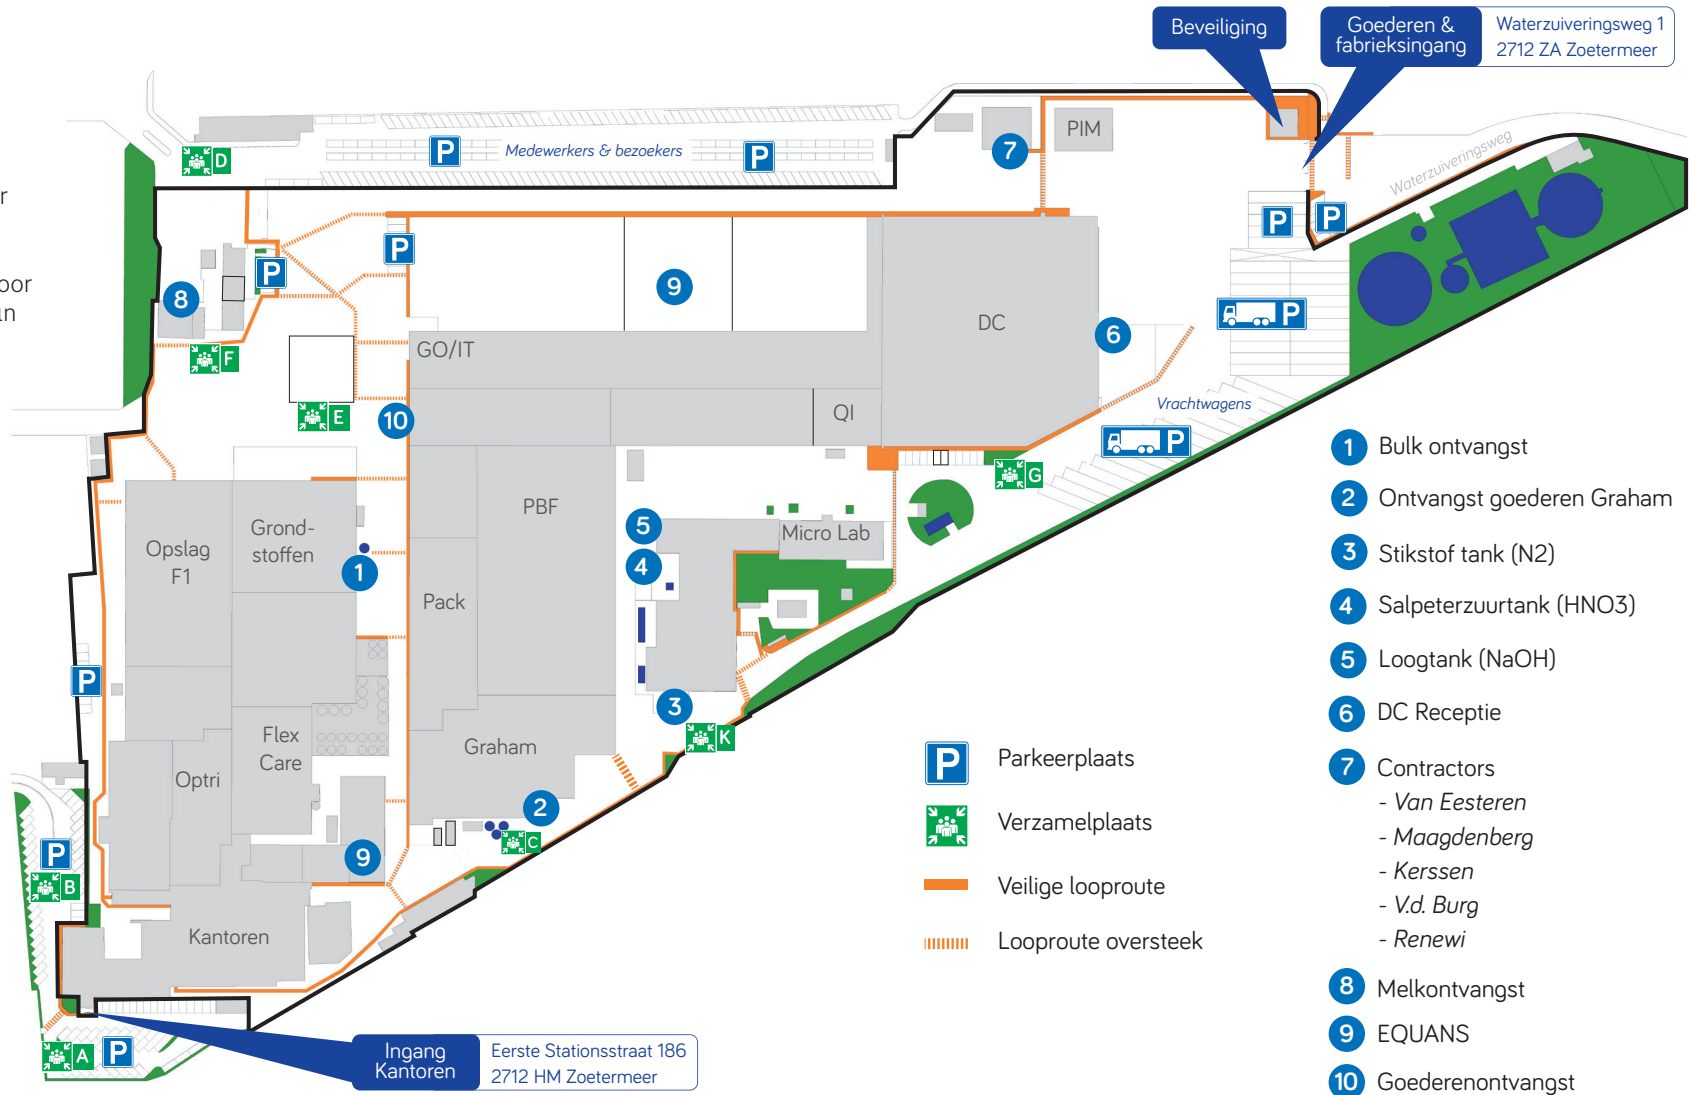 Beveiliging
Goederen &
fabrieksingang
Waterzuiveringsweg 1
2712 ZA Zoetermeer
D
P
Medewerkers & bezoekers
P
7
PIM
Waterzuiveringsweg
r
oor
P
P
P
P
8
9
DC
6
P
F
GO/IT
E
10
QI
Vrachtwagens
P
G
Opslag
F1
Grond-
stoffen
1
PBF
Pack
5
4
Micro Lab
3
K
P
Flex
Care
Optri
Graham
2
C
9
P
B
Kantoren
A
P
Ingang
Kantoren
Eerste Stationsstraat 186
2712 HM Zoetermeer
P Parkeerplaats
Verzamelplaats
Veilige looproute
Looproute oversteek
1 Bulk ontvangst
2 Ontvangst goederen Graham
3 Stikstof tank (N2)
4 Salpeterzuurtank (HNO3)
5 Loogtank (NaOH)
6 DC Receptie
7 Contractors
- Van Eesteren
- Maagdenberg
- Kerssen
- V.d. Burg
- Renewi
8 Melkontvangst
9 EQUANS
10 Goederenontvangst